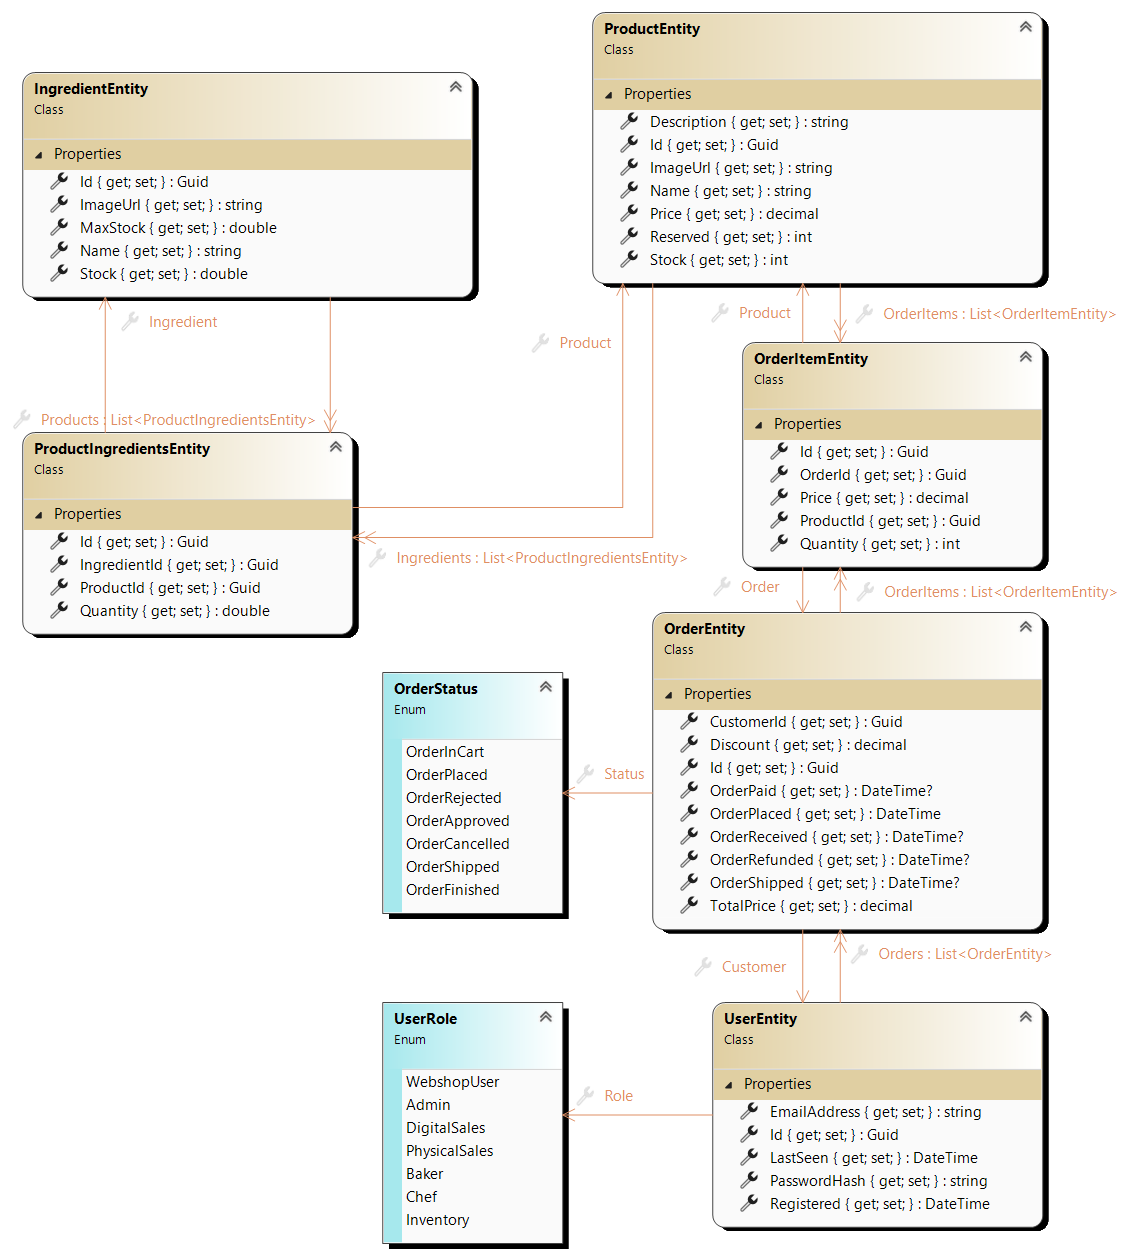 ProductEntity
Class
Properties
Description { get; set; } : string
Id { get; set; } : Guid
ImageUrl { get; set; } : string
Name { get; set; } : string
Price { get; set; } : decimal
Reserved { get; set; } : int
Stock { get; set; } : int
IngredientEntity
Class
Properties
Id { get; set; } : Guid
ImageUrl { get; set; } : string
MaxStock { get; set; } : double
Name { get; set; } : string
Stock { get; set; } : double
Ingredient
Product
Product
OrderItems : List<OrderItemEntity>
Products : List<ProductIngredientsEntity>
ProductIngredientsEntity
Class
Properties
Id { get; set; } : Guid
IngredientId { get; set; } : Guid
ProductId { get; set; } : Guid
Quantity { get; set; } : double
Ingredients : List<ProductIngredientsEntity>
OrderItemEntity
Class
Properties
Id { get; set; } : Guid
OrderId { get; set; } : Guid
Price { get; set; } : decimal
ProductId { get; set; } : Guid
Quantity { get; set; } : int
Order
OrderItems : List<OrderItemEntity>
OrderEntity
Class
Properties
CustomerId { get; set; } : Guid
Discount { get; set; } : decimal
Id { get; set; } : Guid
OrderPaid { get; set; } : DateTime?
OrderPlaced { get; set; } : DateTime
OrderReceived { get; set; } : DateTime?
OrderRefunded { get; set; } : DateTime?
OrderShipped { get; set; } : DateTime?
TotalPrice { get; set; } : decimal
OrderStatus
Enum
OrderInCart
OrderPlaced
OrderRejected
OrderApproved
OrderCancelled
OrderShipped
OrderFinished
Status
Customer
Orders : List<OrderEntity>
UserRole
Enum
WebshopUser
Admin
DigitalSales
PhysicalSales
Baker
Chef
Inventory
Role
UserEntity
Class
Properties
EmailAddress { get; set; } : string
Id { get; set; } : Guid
LastSeen { get; set; } : DateTime
PasswordHash { get; set; } : string
Registered { get; set; } : DateTime